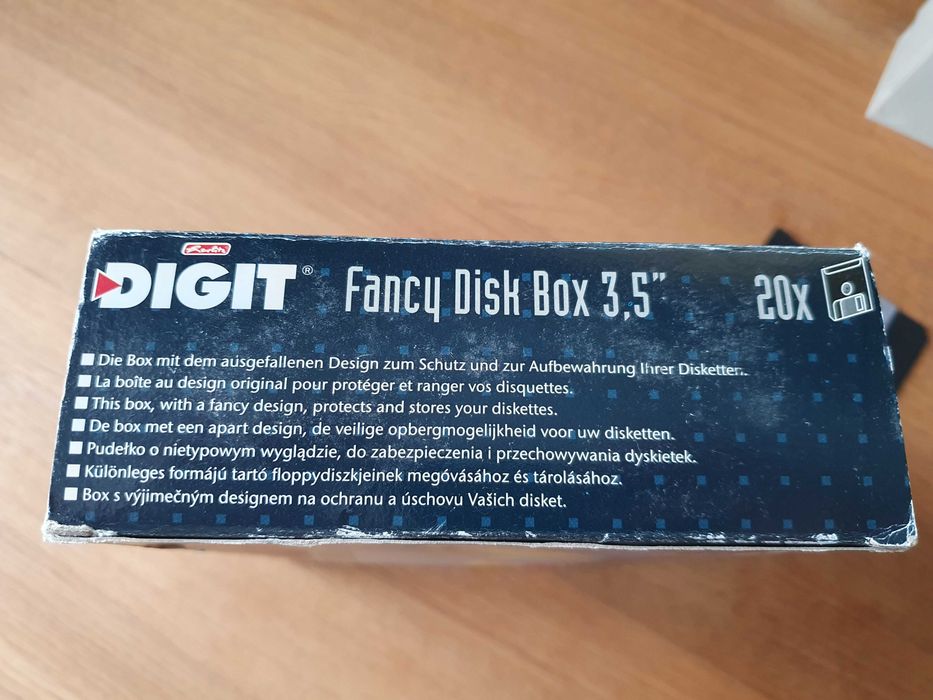 Herlitz
DIGIT®
Fancy Disk Box 3,5”
20x
Die Box mit dem ausgefallenen Design zum Schutz und zur Aufbewahrung Ihrer Disketten.
La boîte au design original pour protéger et ranger vos disquettes.
This box, with a fancy design, protects and stores your diskettes.
De box met een apart design, de veilige opbergmogelijkheid voor uw disketten.
Pudełko o nietypowym wyglądzie, do zabezpieczenia i przechowywania dyskietek.
Különleges formájú tartó floppydiszkjeinek megóvásához és tárolásához.
Box s výjimečným designem na ochranu a úschovu Vašich disket.